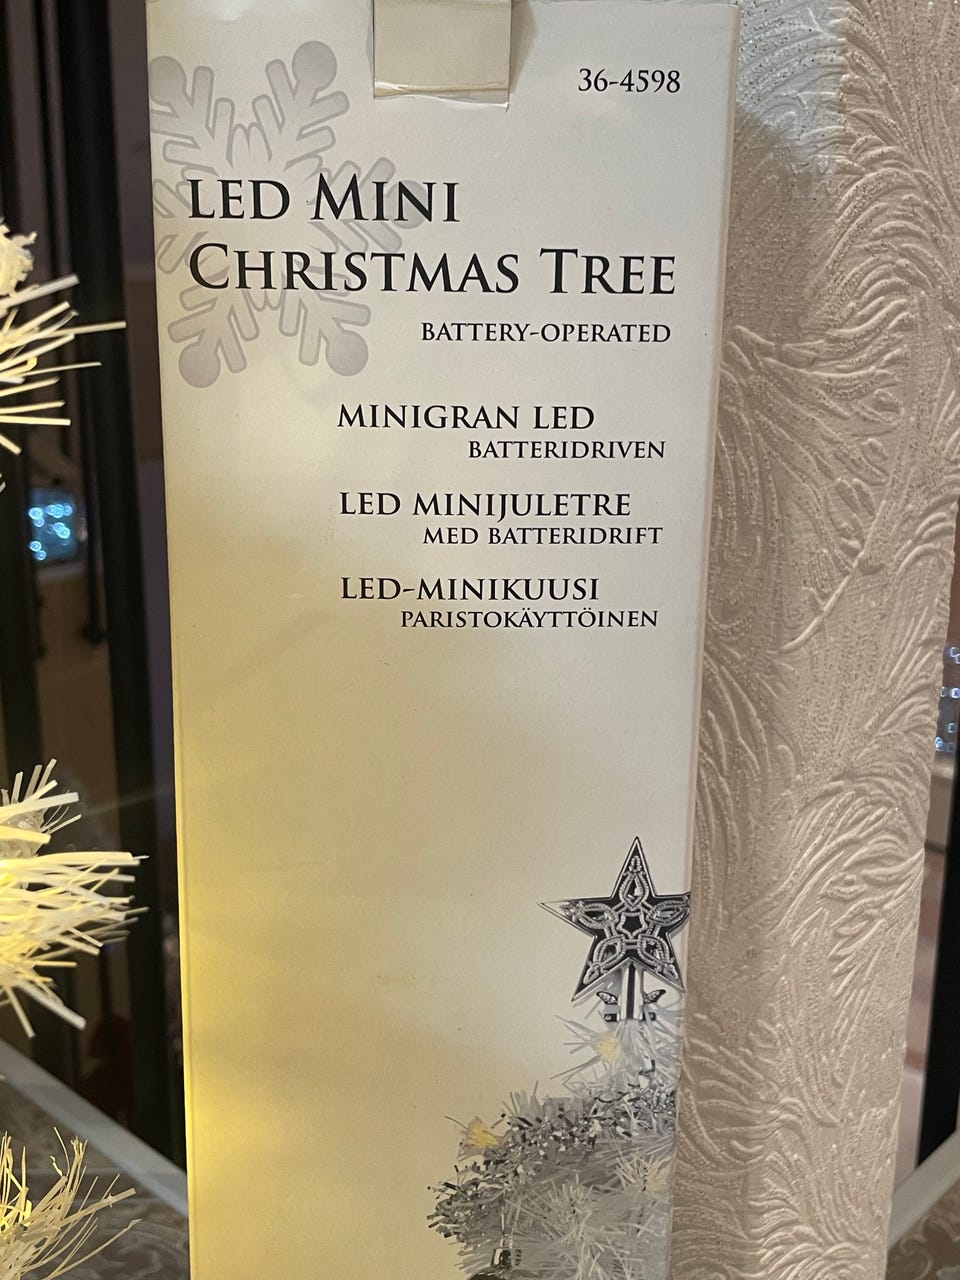 36-4598
LED MINI
CHRISTMAS TREE
BATTERY-OPERATED
MINIGRAN LED
BATTERIDRIVEN
LED MINIJULETRE
MED BATTERIDRIFT
LED-MINIKUUSI
PARISTOKÄYTTÖINEN